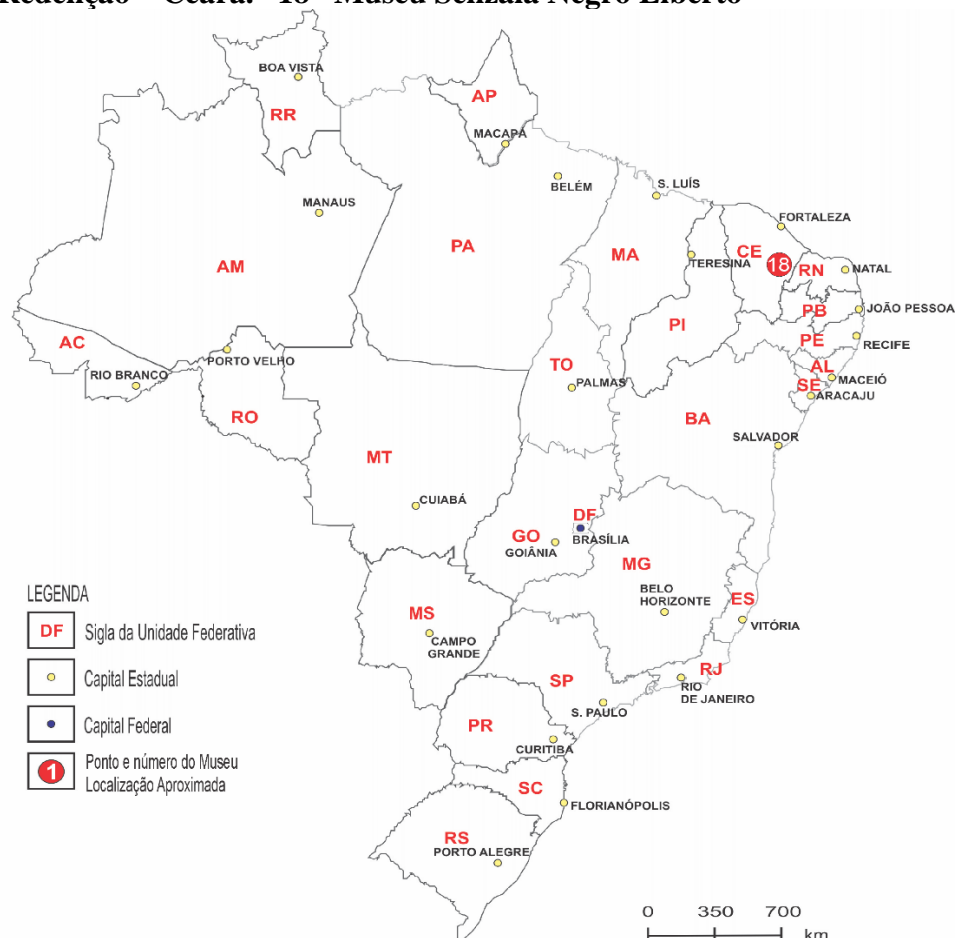 Redenção – Ceará. "18" Museu Senzala Negro Liberto
BOA VISTA
RR
AP
MACAPÁ
BELÉM
S. LUÍS
MANAUS
FORTALEZA
PA
MA
TERESINA
CE
18
RN
NATAL
AM
PB
JOÃO PESSOA
PI
PE
RECIFE
AC
PORTO VELHO
RIO BRANCO
TO
PALMAS
AL
MACEIÓ
SE
ARACAJU
RO
BA
MT
SALVADOR
CUIABÁ
DF
BRASÍLIA
GO
GOIÂNIA
MG
BELO
HORIZONTE
ES
VITÓRIA
MS
CAMPO
GRANDE
RJ
RIO
DE JANEIRO
SP
S. PAULO
PR
CURITIBA
SC
FLORIANÓPOLIS
RS
PORTO ALEGRE
LEGENDA
DF Sigla da Unidade Federativa
Capital Estadual
Capital Federal
1 Ponto e número do Museu
Localização Aproximada
0 350 700
km